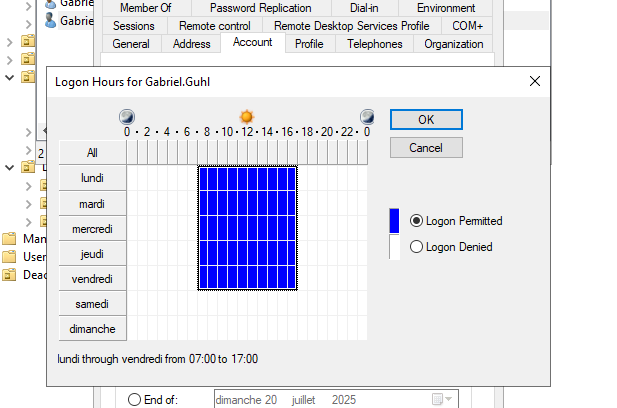 Gabrie
Gabrie
Member Of Password Replication Dial-in Environment
Sessions Remote control Remote Desktop Services Profile COM+
General Address Account Profile Telephones Organization
Logon Hours for Gabriel.Guhl
0 · 2 · 4 · 6 · 8 · 10 · 12 · 14 · 16 · 18 · 20 · 22 · 0
All
lundi
mardi
mercredi
jeudi
vendredi
samedi
dimanche
OK
Cancel
Logon Permitted
Logon Denied
lundi through vendredi from 07:00 to 17:00
2
Man
User
Dead
End of: dimanche 20 juillet 2025